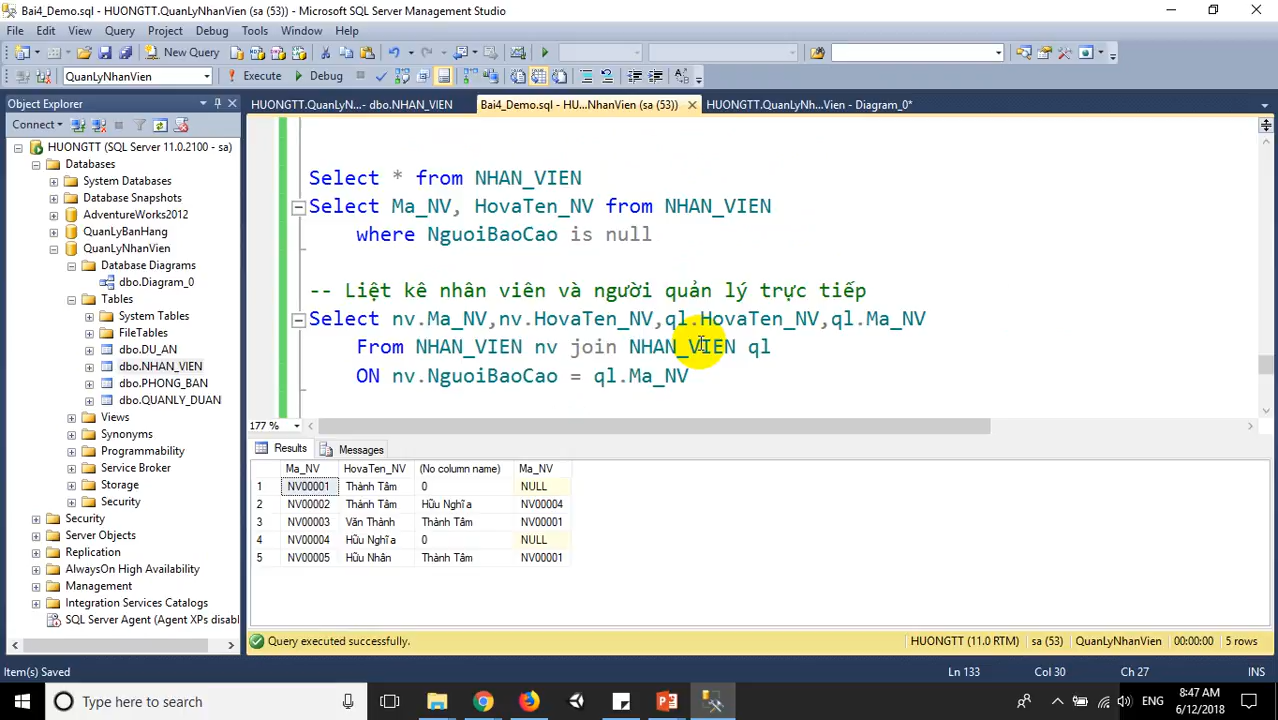 Bai4_Demo.sql - HUONGTT.QuanLyNhanVien (sa (53)) - Microsoft SQL Server Management Studio
File Edit View Query Project Debug Tools Window Help
New Query
QuanLyNhanVien Execute Debug
Object Explorer
HUONGTT.QuanLyN...- dbo.NHAN_VIEN
Bai4_Demo.sql - HU...NhanVien (sa (53))
HUONGTT.QuanLyNh...Vien - Diagram_0*
Connect
HUONGTT (SQL Server 11.0.2100 - sa)
Databases
System Databases
Database Snapshots
AdventureWorks2012
QuanLyBanHang
QuanLyNhanVien
Database Diagrams
dbo.Diagram_0
Tables
System Tables
FileTables
dbo.DU_AN
dbo.NHAN_VIEN
dbo.PHONG_BAN
dbo.QUANLY_DUAN
Views
Synonyms
Programmability
Service Broker
Storage
Security
Security
Server Objects
Replication
AlwaysOn High Availability
Management
Integration Services Catalogs
SQL Server Agent (Agent XPs disabl
Select * from NHAN_VIEN
Select Ma_NV, HovaTen_NV from NHAN_VIEN
where NguoiBaoCao is null
-- Liệt kê nhân viên và người quản lý trực tiếp
Select nv.Ma_NV,nv.HovaTen_NV,ql.HovaTen_NV,ql.Ma_NV
From NHAN_VIEN nv join NHAN_VIEN ql
ON nv.NguoiBaoCao = ql.Ma_NV
177 %
Results Messages
Ma_NV HovaTen_NV (No column name) Ma_NV
1 NV00001 Thành Tâm 0 NULL
2 NV00002 Thành Tâm Hữu Nghĩa NV00004
3 NV00003 Văn Thành Thành Tâm NV00001
4 NV00004 Hữu Nghĩa 0 NULL
5 NV00005 Hữu Nhân Thành Tâm NV00001
Query executed successfully. HUONGTT (11.0 RTM) sa (53) QuanLyNhanVien 00:00:00 5 rows
Item(s) Saved Ln 133 Col 30 Ch 27 INS
Type here to search
ENG
8:47 AM
6/12/2018